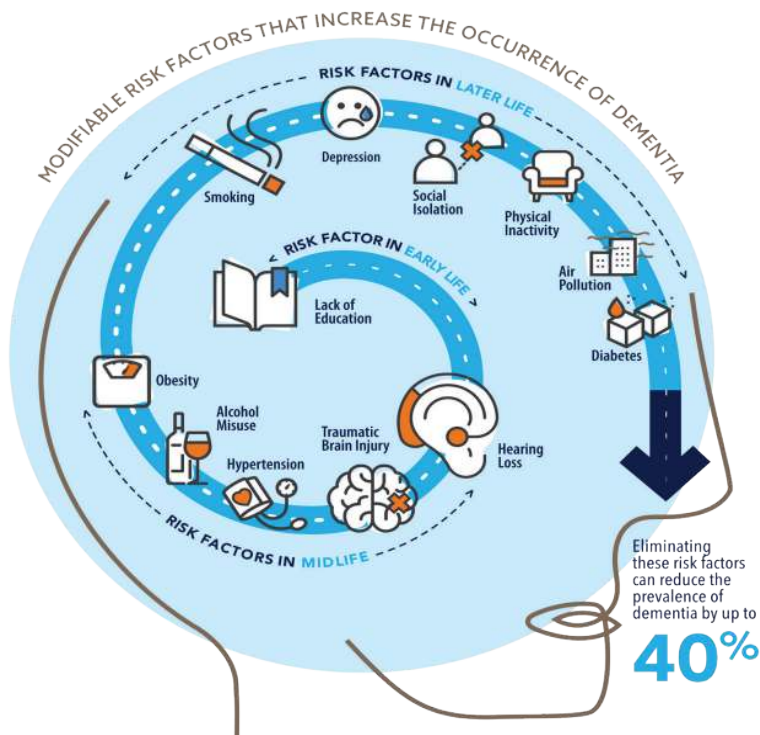 MODIFIABLE RISK FACTORS THAT INCREASE THE OCCURRENCE OF DEMENTIA
RISK FACTORS IN LATER LIFE
Depression
Smoking
Social
Isolation
Physical
Inactivity
Air
Pollution
Diabetes
RISK FACTOR IN EARLY LIFE
Lack of
Education
Obesity
Alcohol
Misuse
Hypertension
Traumatic
Brain Injury
Hearing
Loss
RISK FACTORS IN MIDLIFE
Eliminating
these risk factors
can reduce the
prevalence of
dementia by up to
40%